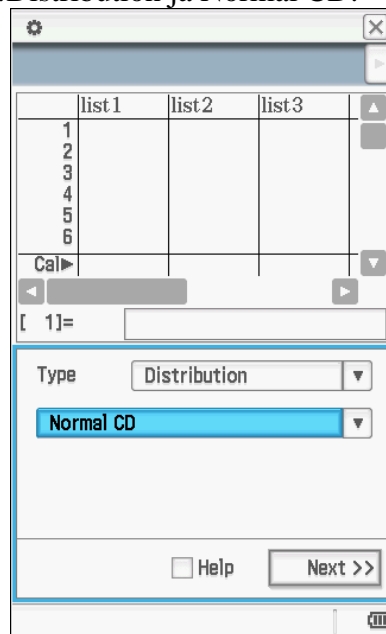 Distribution ja Normal CD.
list1 list2 list3
1
2
3
4
5
6
Cal▶
[ 1]=
Type Distribution
Normal CD
Help Next >>